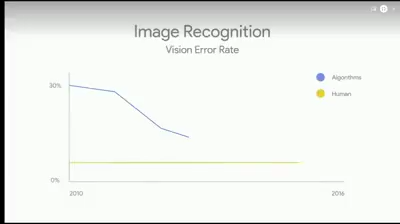 Image Recognition
Vision Error Rate
30%
Algorithms
Human
0%
2010
2016